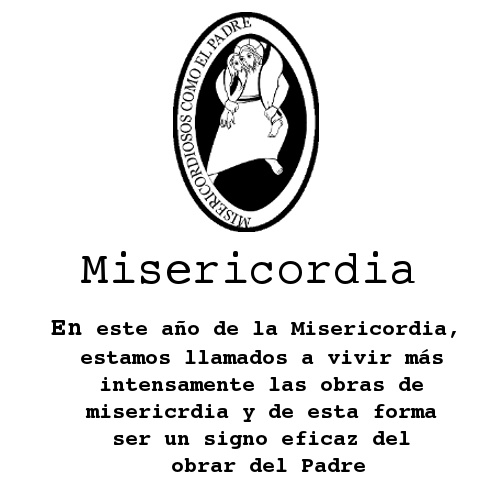 MISERICORDIOSOS COMO EL PADRE
Misericordia
En este año de la Misericordia,
estamos llamados a vivir más
intensamente las obras de
misericrdia y de esta forma
ser un signo eficaz del
obrar del Padre